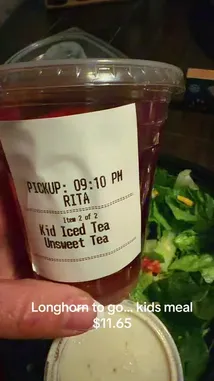 PICKUP: 09:10 PM
RITA
Item 2 of 2
Kid Iced Tea
Unsweet Tea
Longhorn to go... kids meal
$11.65